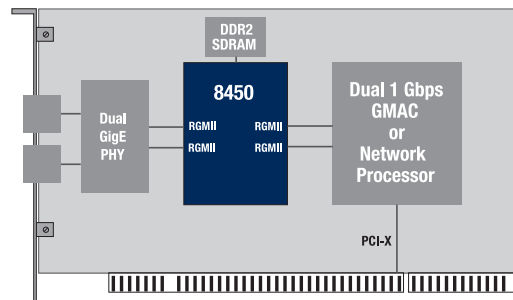 DDR2
SDRAM
8450
Dual
GigE
PHY
RGMII
RGMII
RGMII
RGMII
Dual 1 Gbps
GMAC
or
Network
Processor
PCI-X